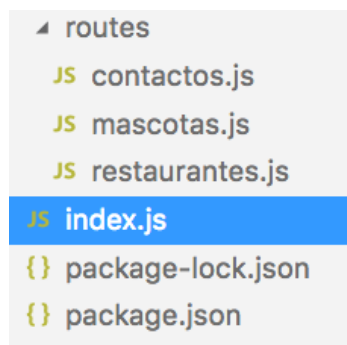 routes
JS contactos.js
JS mascotas.js
JS restaurantes.js
JS index.js
{} package-lock.json
{} package.json